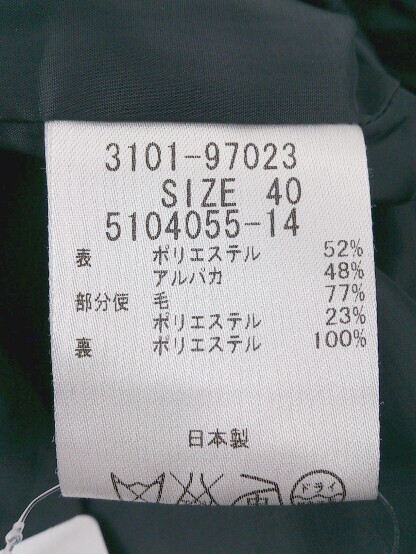 3101-97023
SIZE 40
5104055-14
表 ポリエステル 52%
アルパカ 48%
部分使 毛 77%
ポリエステル 23%
裏 ポリエステル 100%
日本製
ドライ